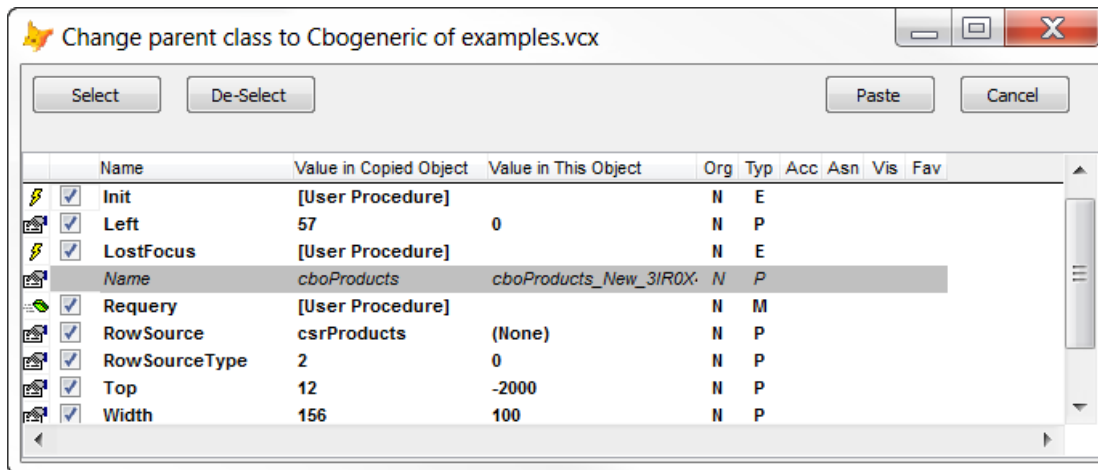 Change parent class to Cbogeneric of examples.vcx
Select De-Select Paste Cancel
Name Value in Copied Object Value in This Object Org Typ Acc Asn Vis Fav
Init [User Procedure] N E
Left 57 0 N P
LostFocus [User Procedure] N E
Name cboProducts cboProducts_New_3IR0X N P
Requery [User Procedure] N M
RowSource csrProducts (None) N P
RowSourceType 2 0 N P
Top 12 -2000 N P
Width 156 100 N P